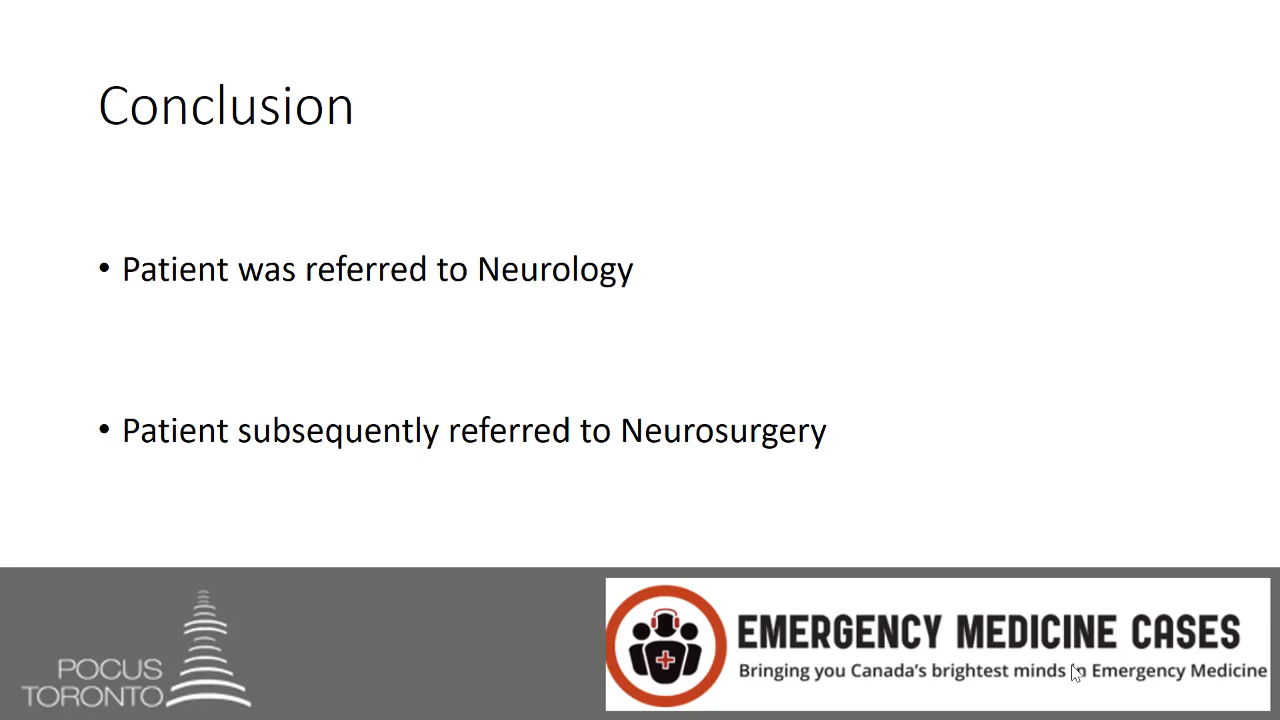 Conclusion
• Patient was referred to Neurology
• Patient subsequently referred to Neurosurgery
POCUS
TORONTO
EMERGENCY MEDICINE CASES
Bringing you Canada's brightest minds in Emergency Medicine